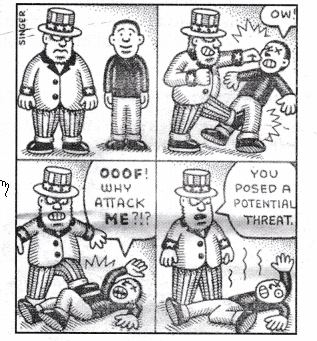 SINGER
OW!
OOOF!
WHY
ATTACK
ME?!?
YOU
POSED A
POTENTIAL
THREAT.